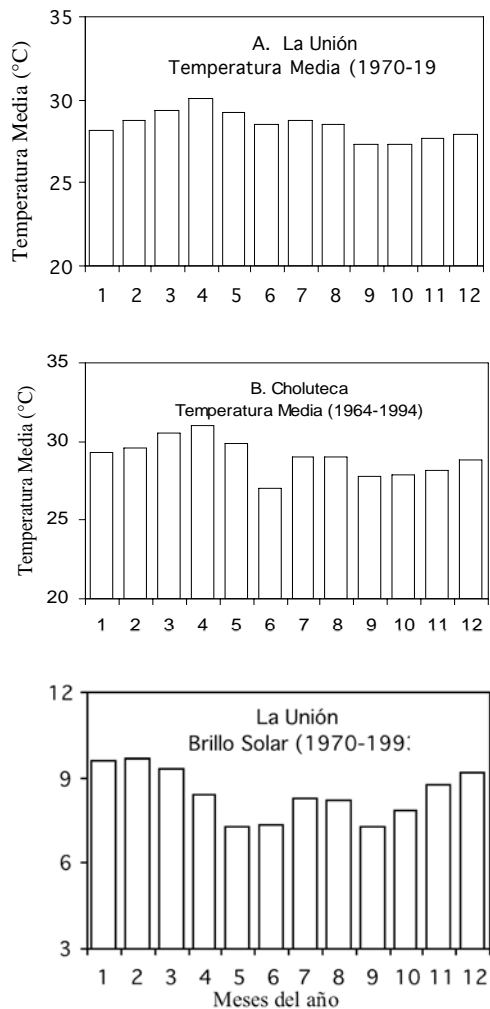 35
A. La Unión
Temperatura Media (1970-19
30
25
20
Temperatura Media (°C)
1 2 3 4 5 6 7 8 9 10 11 12
35
B. Choluteca
Temperatura Media (1964-1994)
30
25
20
Temperatura Media (°C)
1 2 3 4 5 6 7 8 9 10 11 12
12
La Unión
Brillo Solar (1970-199
9
6
3
1 2 3 4 5 6 7 8 9 10 11 12
Meses del año